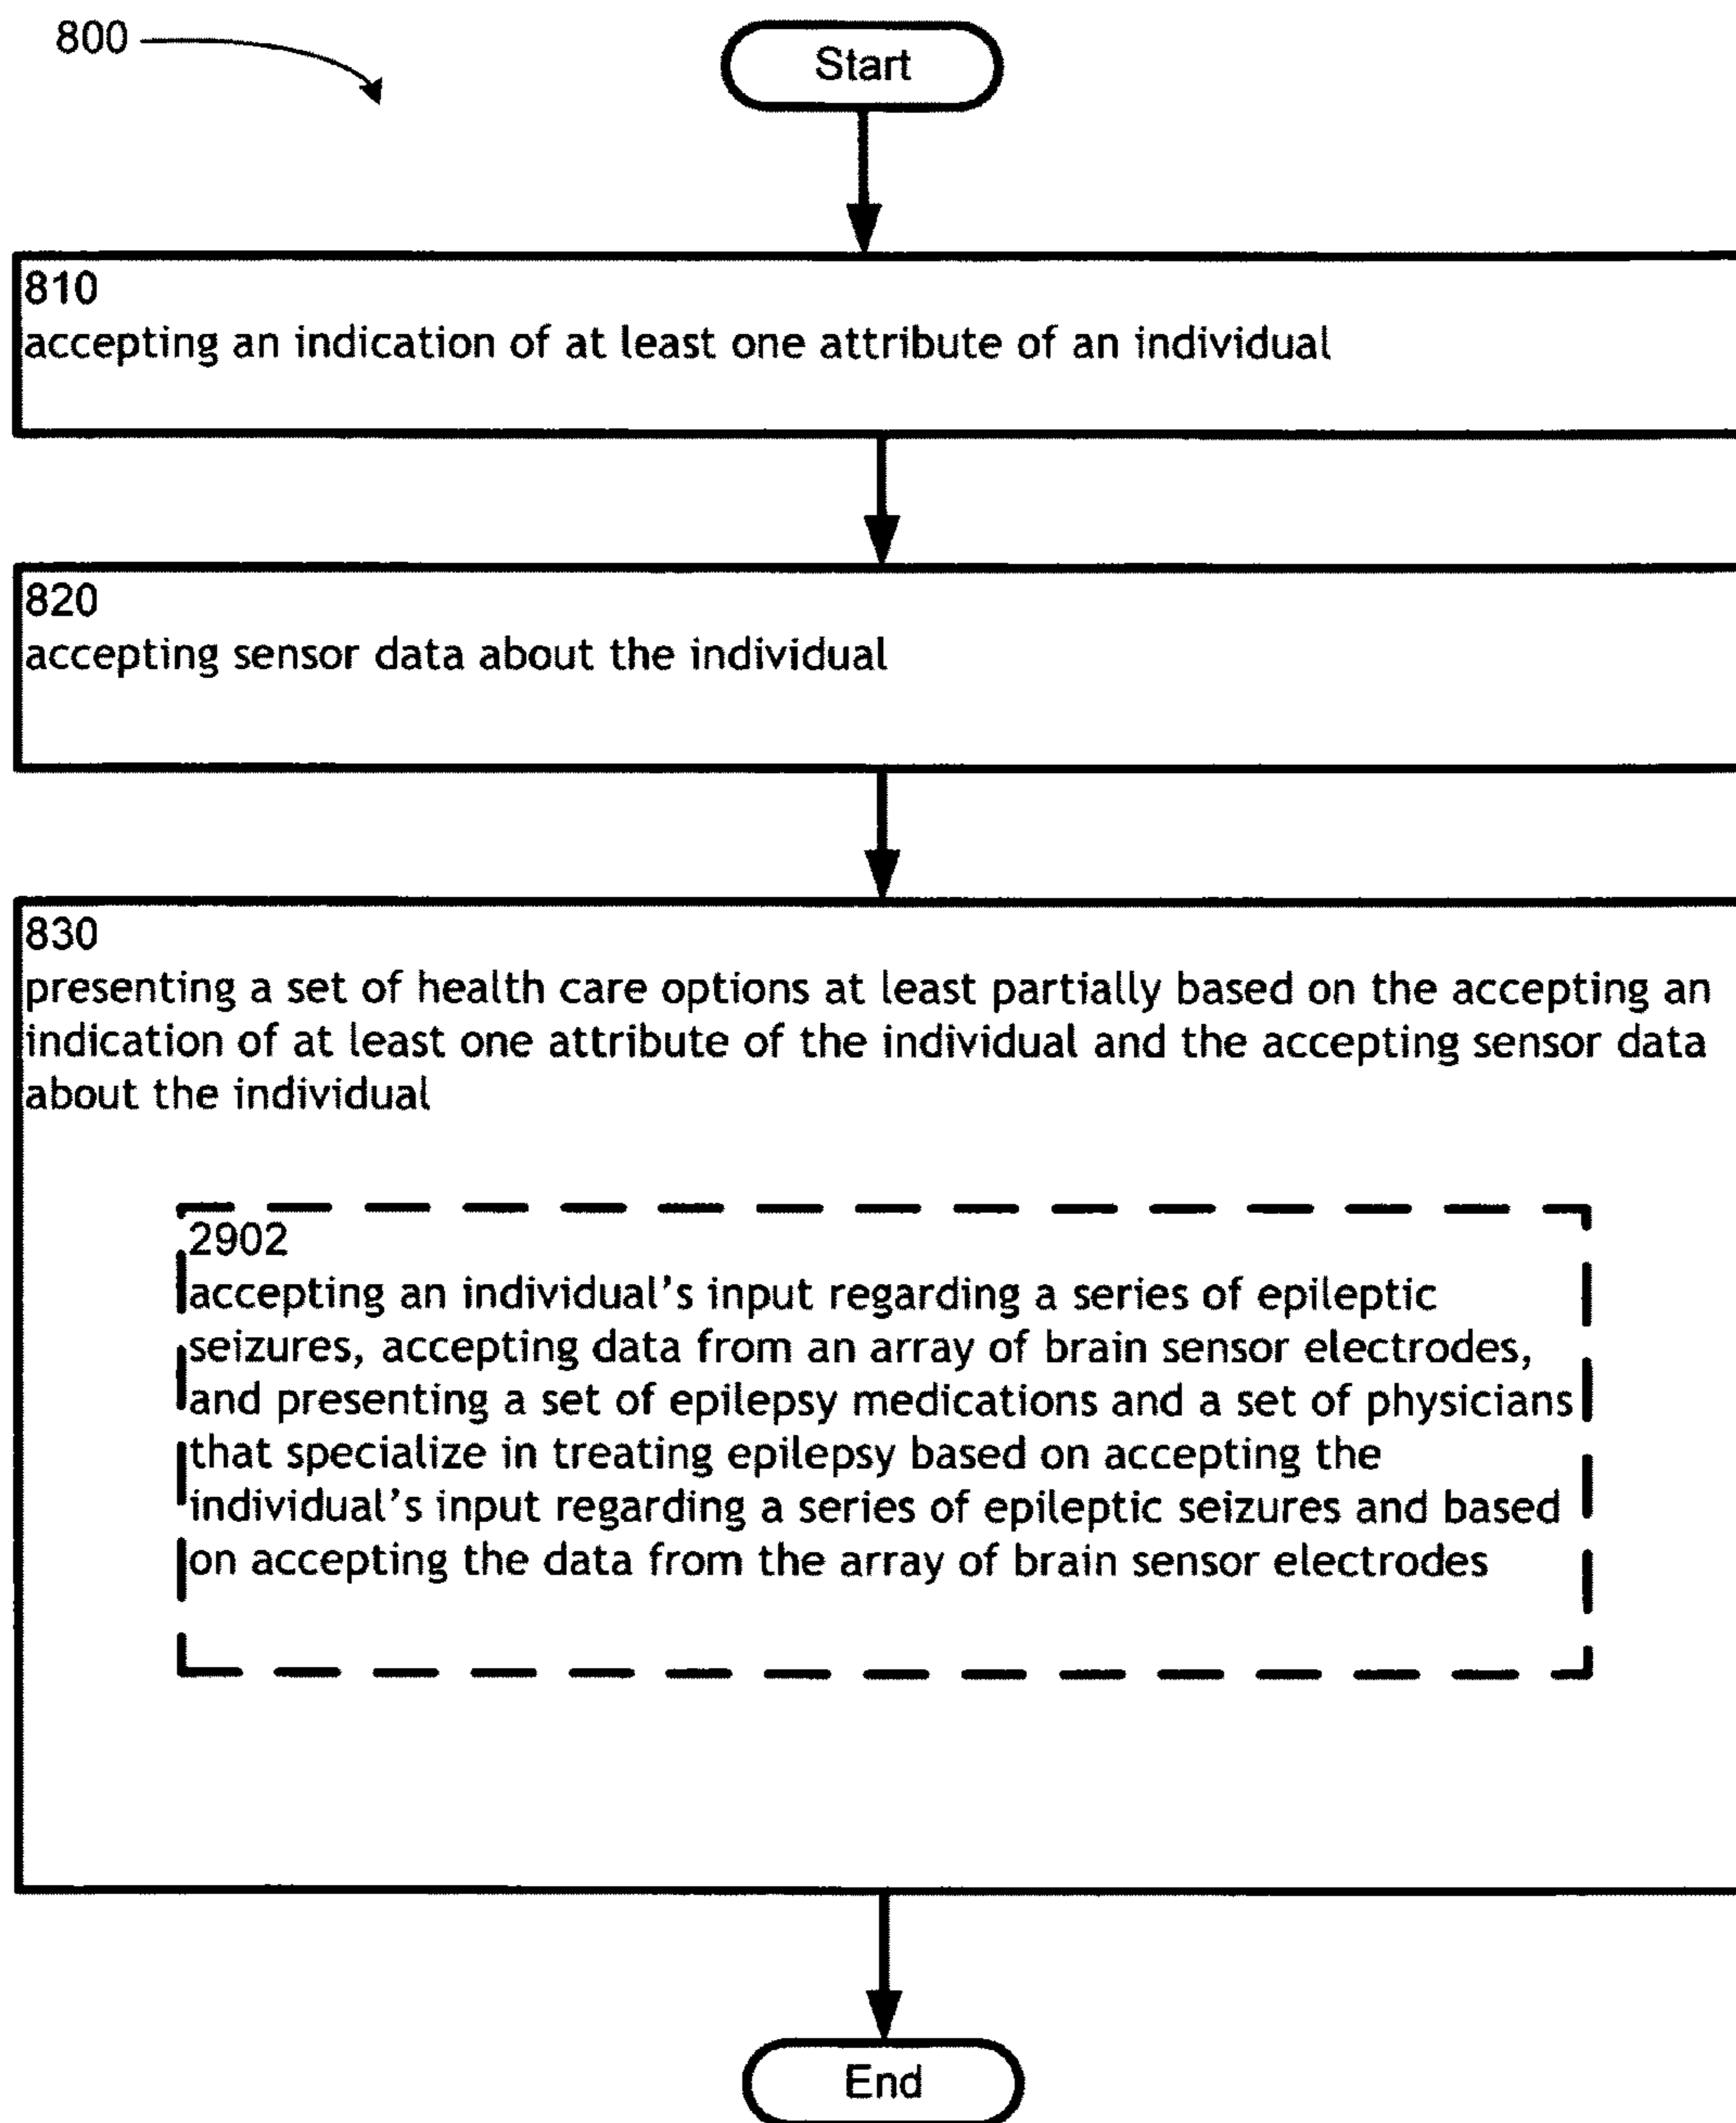 800
Start
810
accepting an indication of at least one attribute of an individual
820
accepting sensor data about the individual
830
presenting a set of health care options at least partially based on the accepting an
indication of at least one attribute of the individual and the accepting sensor data
about the individual
2902
accepting an individual's input regarding a series of epileptic
seizures, accepting data from an array of brain sensor electrodes,
and presenting a set of epilepsy medications and a set of physicians
that specialize in treating epilepsy based on accepting the
individual's input regarding a series of epileptic seizures and based
on accepting the data from the array of brain sensor electrodes
End